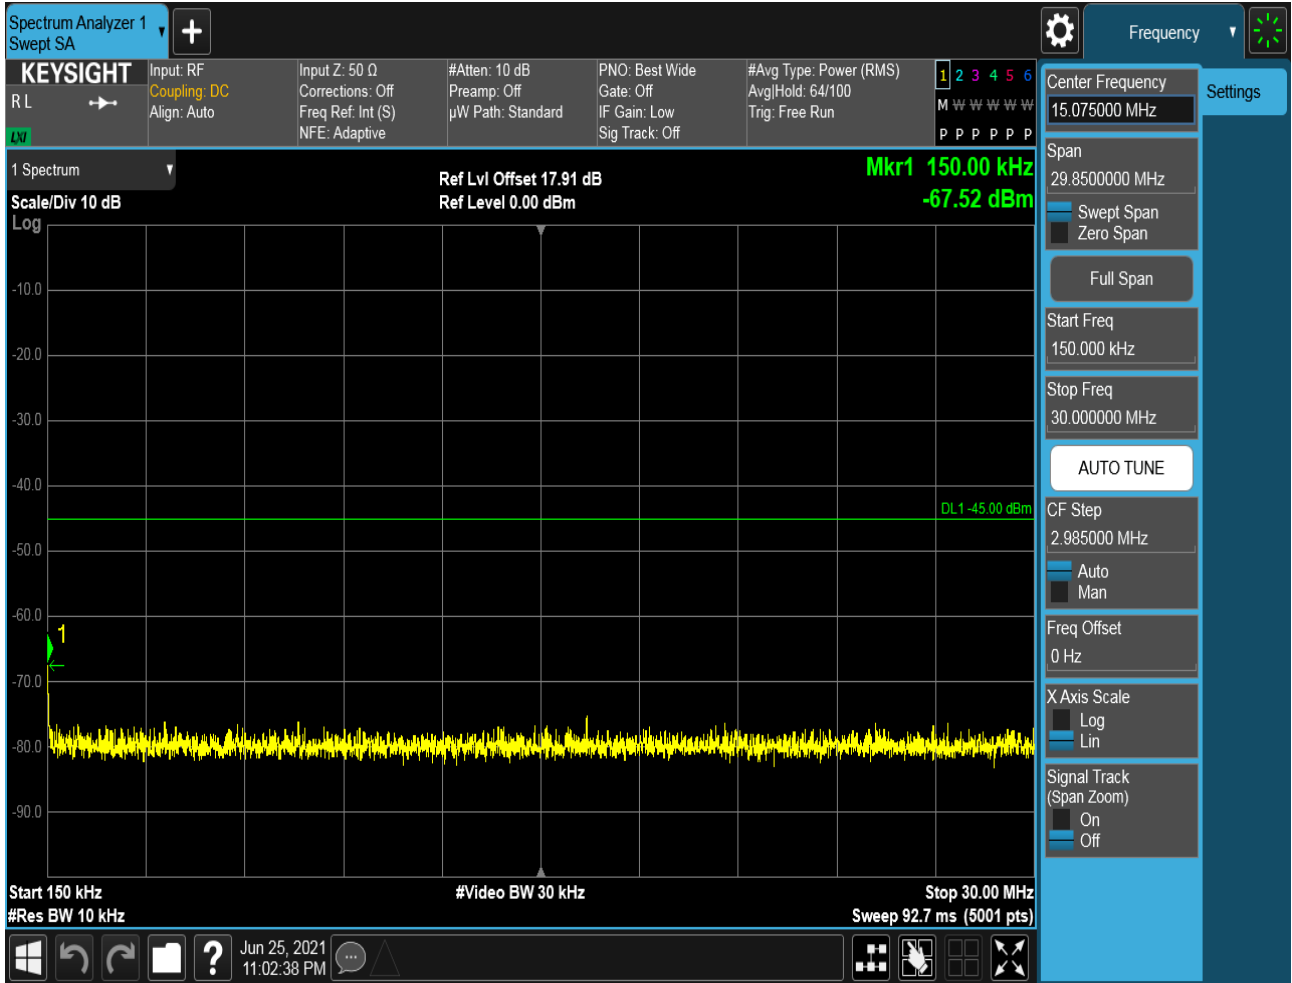 Spectrum Analyzer 1
Swept SA
Frequency
KEYSIGHT
R L
LXI
Input: RF
Coupling: DC
Align: Auto
Input Z: 50 Ω
Corrections: Off
Freq Ref: Int (S)
NFE: Adaptive
#Atten: 10 dB
Preamp: Off
µW Path: Standard
PNO: Best Wide
Gate: Off
IF Gain: Low
Sig Track: Off
#Avg Type: Power (RMS)
Avg|Hold: 64/100
Trig: Free Run
1 2 3 4 5 6
M W W W W W
P P P P P P
1 Spectrum
Scale/Div 10 dB
Log
Ref Lvl Offset 17.91 dB
Ref Level 0.00 dBm
Mkr1 150.00 kHz
-67.52 dBm
-10.0
-20.0
-30.0
-40.0
DL1 -45.00 dBm
-50.0
-60.0
1
-70.0
-80.0
-90.0
Start 150 kHz
#Res BW 10 kHz
#Video BW 30 kHz
Stop 30.00 MHz
Sweep 92.7 ms (5001 pts)
Center Frequency
15.075000 MHz
Settings
Span
29.8500000 MHz
Swept Span
Zero Span
Full Span
Start Freq
150.000 kHz
Stop Freq
30.000000 MHz
AUTO TUNE
CF Step
2.985000 MHz
Auto
Man
Freq Offset
0 Hz
X Axis Scale
Log
Lin
Signal Track
(Span Zoom)
On
Off
?
Jun 25, 2021
11:02:38 PM